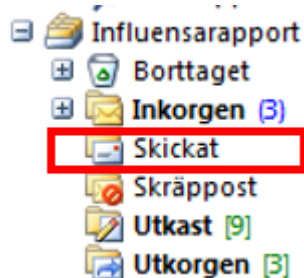 Influensarapport
Borttaget
Inkorgen (3)
Skickat
Skräppost
Utkast [9]
Utkorgen [3]